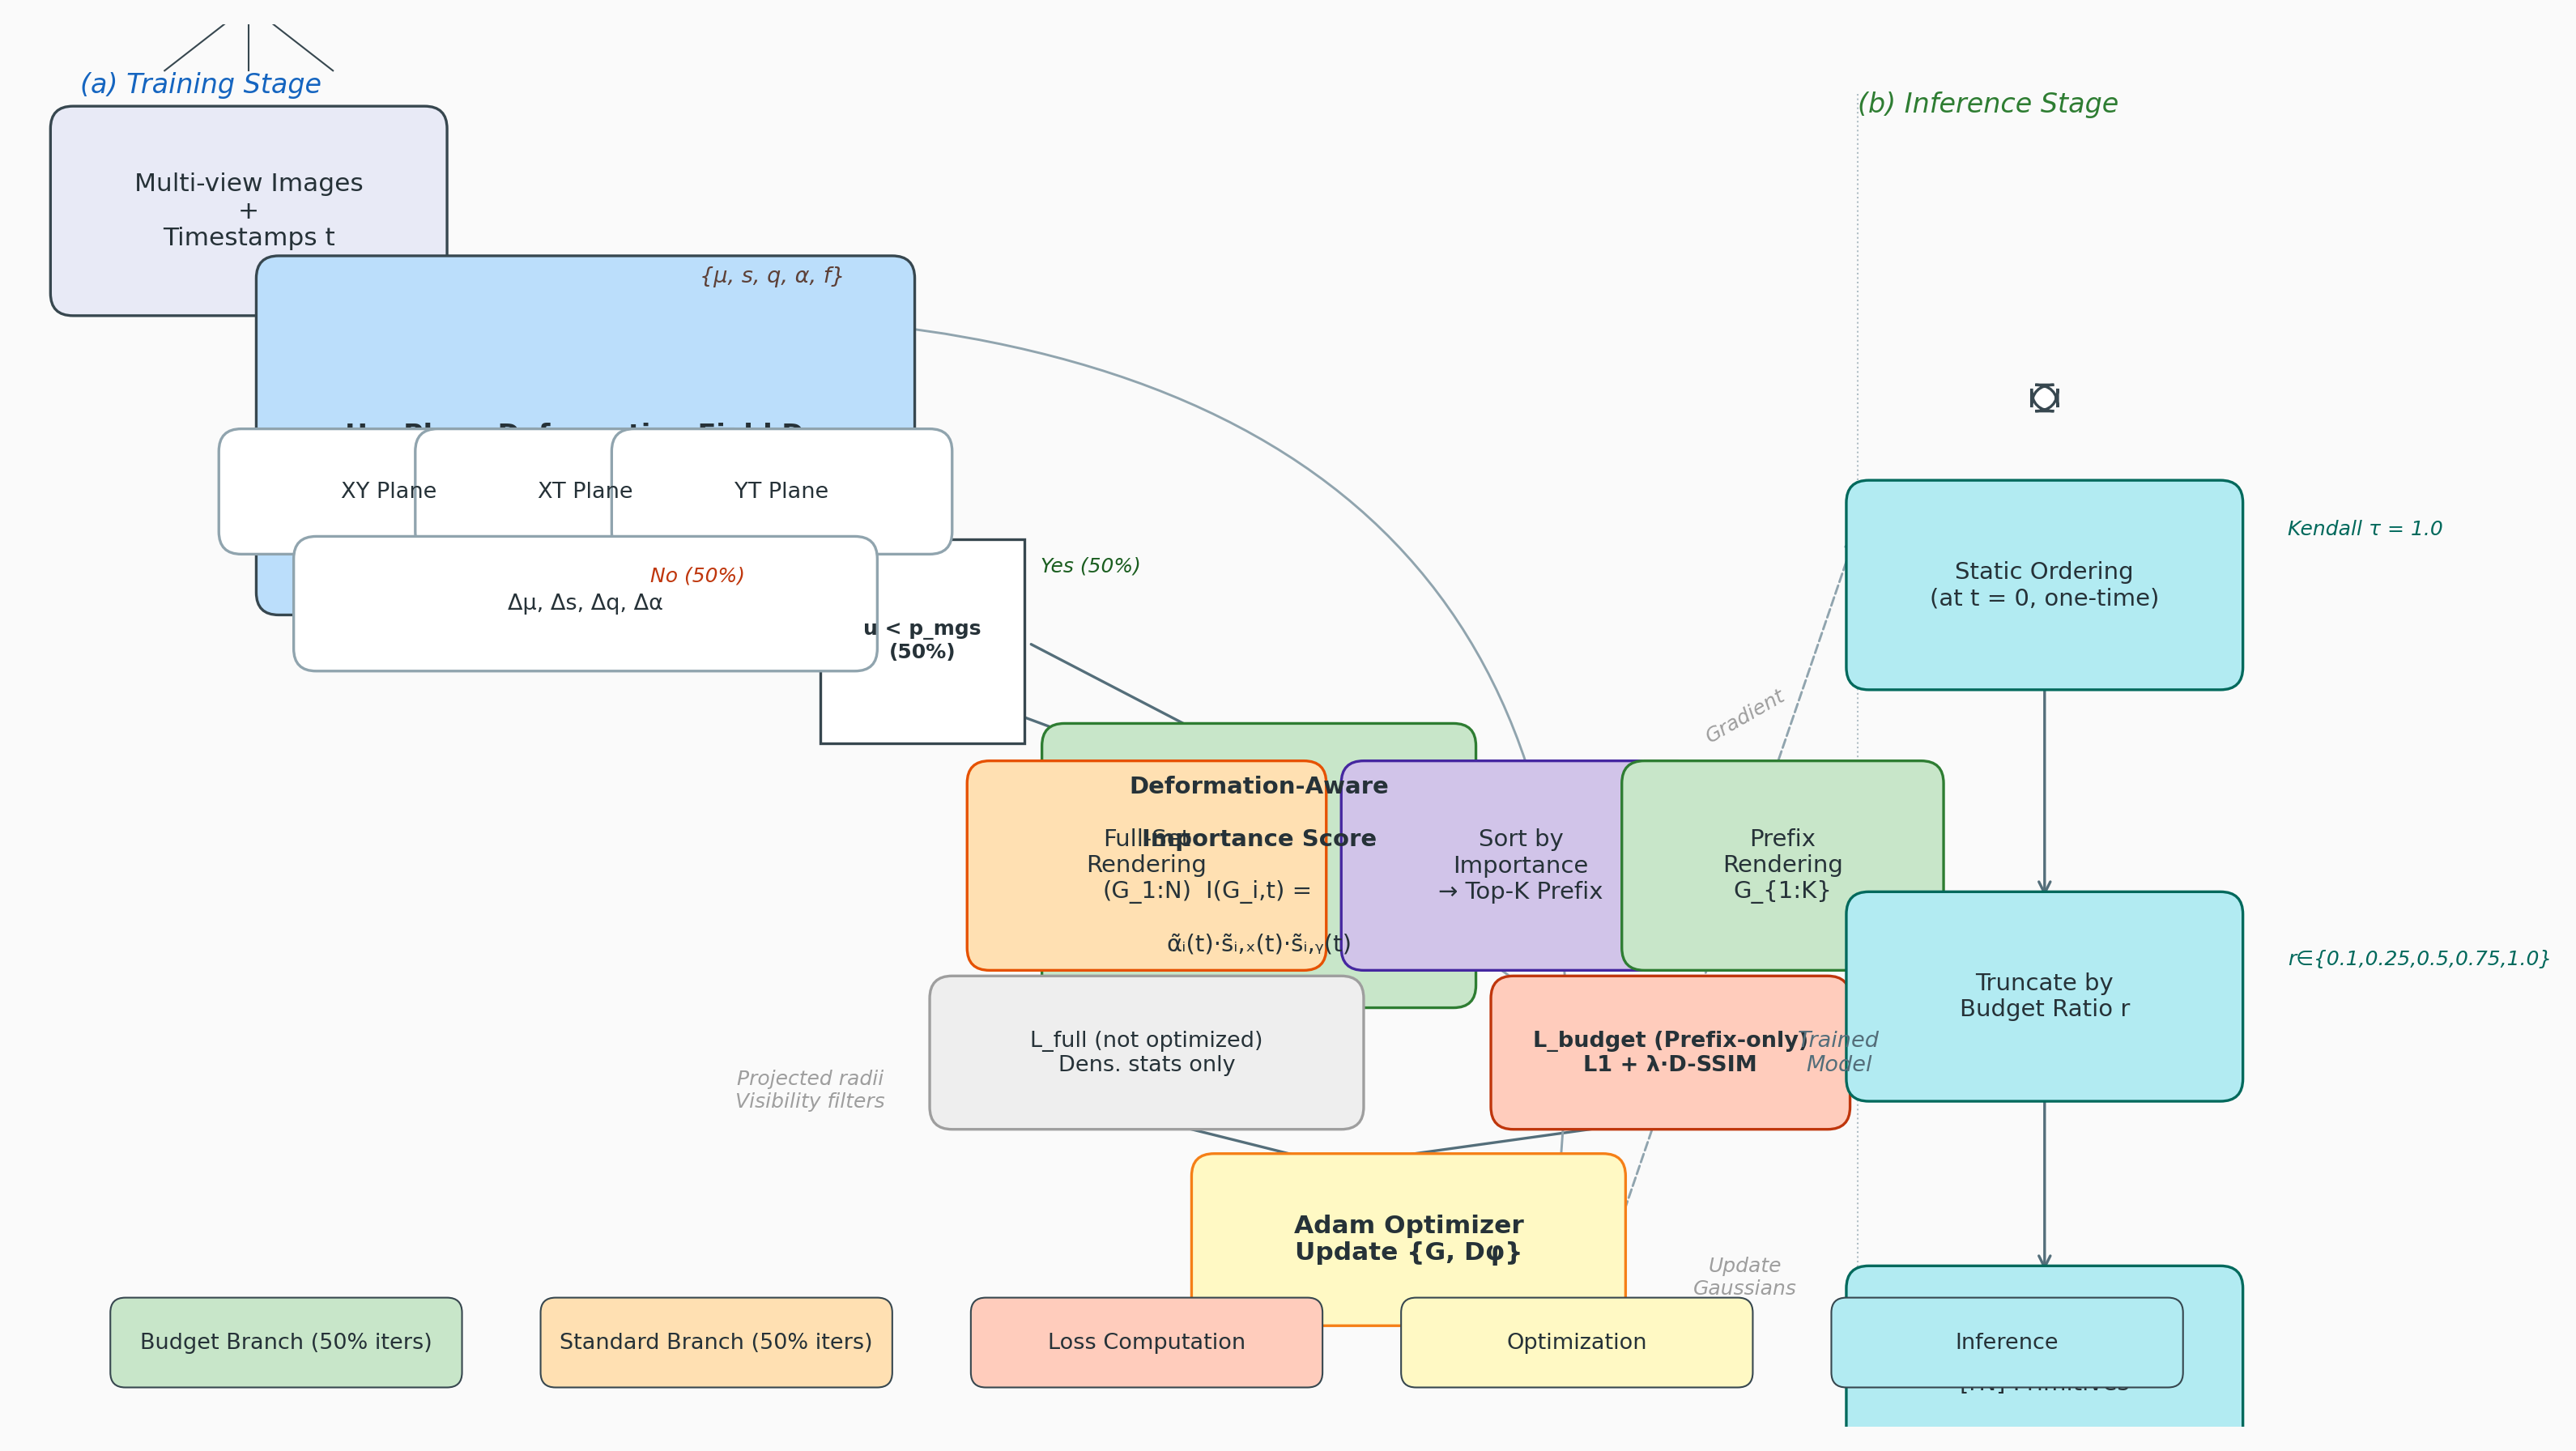 (a) Training Stage
(b) Inference Stage
Multi-view Images
+
Timestamps t
{μ, s, q, α, f}
XY Plane
XT Plane
YT Plane
No (50%)
Δμ, Δs, Δq, Δα
Yes (50%)
u < p_mgs
(50%)
Kendall τ = 1.0
Static Ordering
(at t = 0, one-time)
Gradient
Deformation-Aware
Importance Score
I(G_i,t) =
α̃ᵢ(t)·s̃ᵢ,ₓ(t)·s̃ᵢ,ᵧ(t)
Rendering
(G_1:N)
Sort by
Importance
→ Top-K Prefix
Prefix
Rendering
G_{1:K}
Truncate by
Budget Ratio r
r∈{0.1,0.25,0.5,0.75,1.0}
L_full (not optimized)
Dens. stats only
L_budget (Prefix-only)
L1 + λ·D-SSIM
Trained
Model
Projected radii
Visibility filters
Adam Optimizer
Update {G, Dφ}
Update
Gaussians
Budget Branch (50% iters)
Standard Branch (50% iters)
Loss Computation
Optimization
Inference